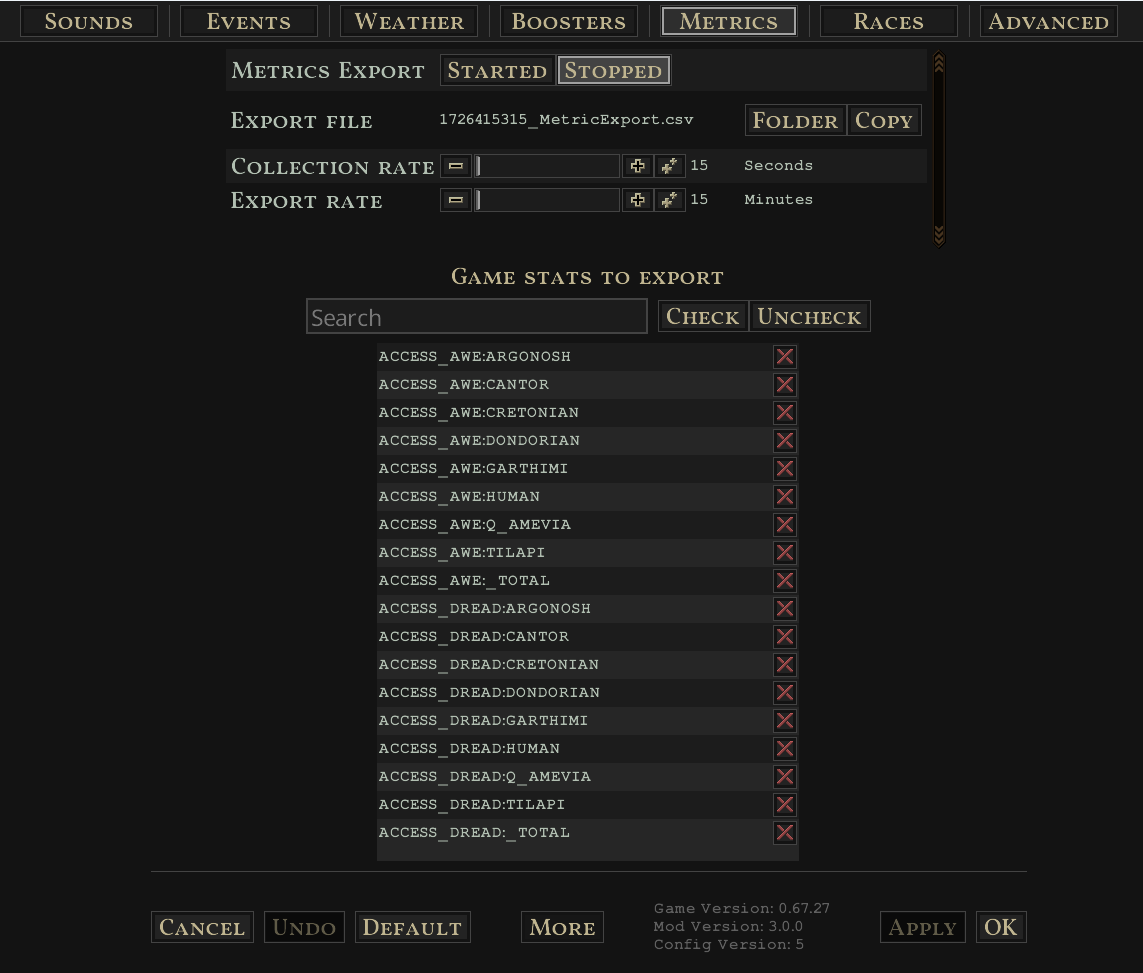 Sounds Events Weather Boosters Metrics Races Advanced
Metrics Export Started Stopped
Export file 1726415315_MetricExport.csv Folder Copy
Collection rate 15 Seconds
Export rate 15 Minutes
Game stats to export
Search Check Uncheck
ACCESS_AWE:ARGONOSH
ACCESS_AWE:CANTOR
ACCESS_AWE:CRETONIAN
ACCESS_AWE:DONDORIAN
ACCESS_AWE:GARTHIMI
ACCESS_AWE:HUMAN
ACCESS_AWE:Q_AMEVIA
ACCESS_AWE:TILAPI
ACCESS_AWE:_TOTAL
ACCESS_DREAD:ARGONOSH
ACCESS_DREAD:CANTOR
ACCESS_DREAD:CRETONIAN
ACCESS_DREAD:DONDORIAN
ACCESS_DREAD:GARTHIMI
ACCESS_DREAD:HUMAN
ACCESS_DREAD:Q_AMEVIA
ACCESS_DREAD:TILAPI
ACCESS_DREAD:_TOTAL
Cancel Undo Default More
Game Version: 0.67.27
Mod Version: 3.0.0
Config Version: 5
Apply OK